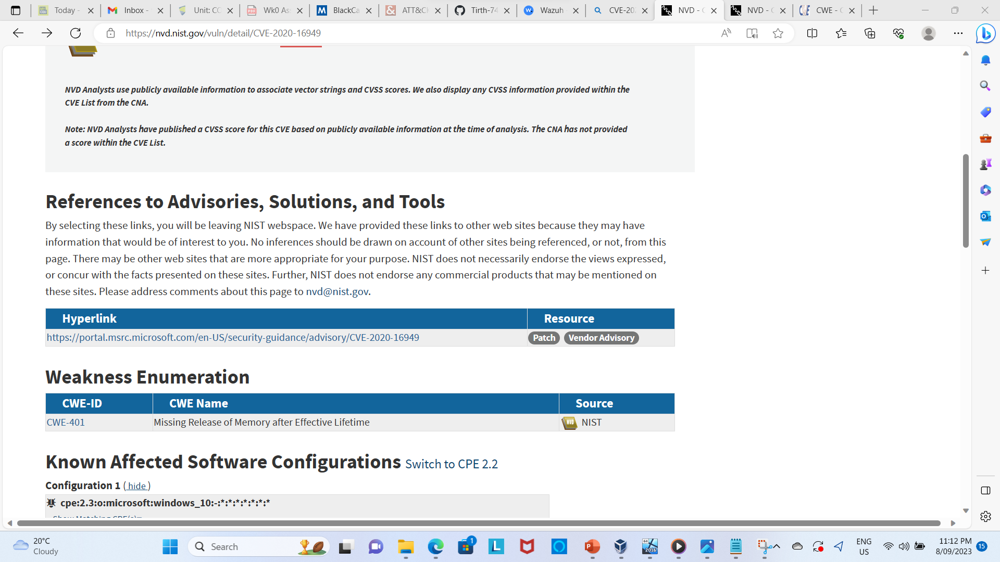 Today -
Inbox -
Unit: CC
Wk0 As
BlackCa
ATT&C
Tirth-74
Wazuh
CVE-20
NVD - C
NVD - C
CWE - C
https://nvd.nist.gov/vuln/detail/CVE-2020-16949
NVD Analysts use publicly available information to associate vector strings and CVSS scores. We also display any CVSS information provided within the
CVE List from the CNA.
Note: NVD Analysts have published a CVSS score for this CVE based on publicly available information at the time of analysis. The CNA has not provided
a score within the CVE List.
References to Advisories, Solutions, and Tools
By selecting these links, you will be leaving NIST webspace. We have provided these links to other web sites because they may have
information that would be of interest to you. No inferences should be drawn on account of other sites being referenced, or not, from this
page. There may be other web sites that are more appropriate for your purpose. NIST does not necessarily endorse the views expressed,
or concur with the facts presented on these sites. Further, NIST does not endorse any commercial products that may be mentioned on
these sites. Please address comments about this page to nvd@nist.gov.
Hyperlink Resource
https://portal.msrc.microsoft.com/en-US/security-guidance/advisory/CVE-2020-16949 Patch Vendor Advisory
Weakness Enumeration
CWE-ID CWE Name Source
CWE-401 Missing Release of Memory after Effective Lifetime NIST
Known Affected Software Configurations Switch to CPE 2.2
Configuration 1 ( hide )
cpe:2.3:o:microsoft:windows_10:-:*:*:*:*:*:*:*
20°C
Cloudy
Search
1
64
2016
ENG
US
11:12 PM
8/09/2023
15